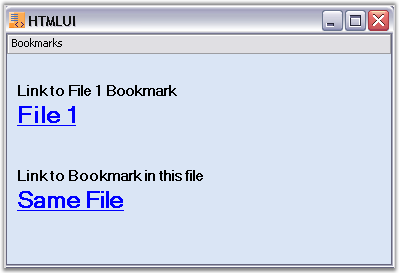 HTMLUI
Bookmarks
Link to File 1 Bookmark
File 1
Link to Bookmark in this file
Same File